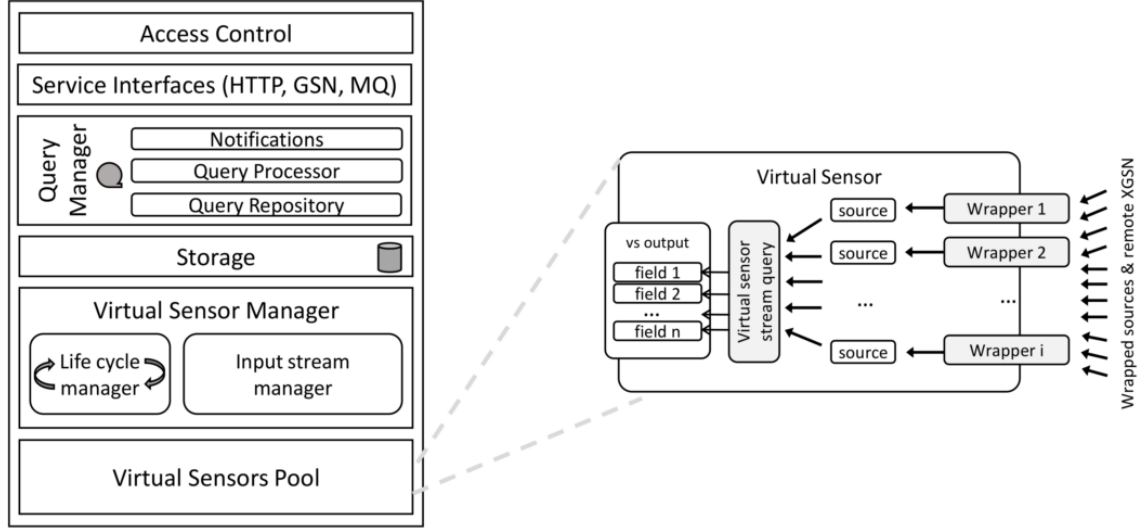 Access Control
Service Interfaces (HTTP, GSN, MQ)
Query
Manager
Notifications
Query Processor
Query Repository
Storage
Virtual Sensor Manager
Life cycle
manager
Input stream
manager
Virtual Sensors Pool
Virtual Sensor
vs output
field 1
field 2
...
field n
Virtual sensor
stream query
source
source
...
source
Wrapper 1
Wrapper 2
...
Wrapper i
Wrapped sources & remote XGSN